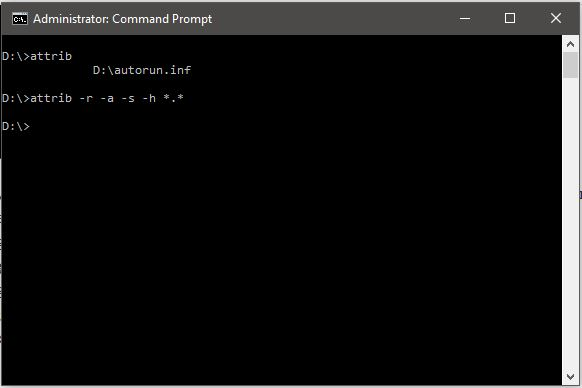 Administrator: Command Prompt
D:\>attrib
D:\autorun.inf
D:\>attrib -r -a -s -h *.*
D:\>